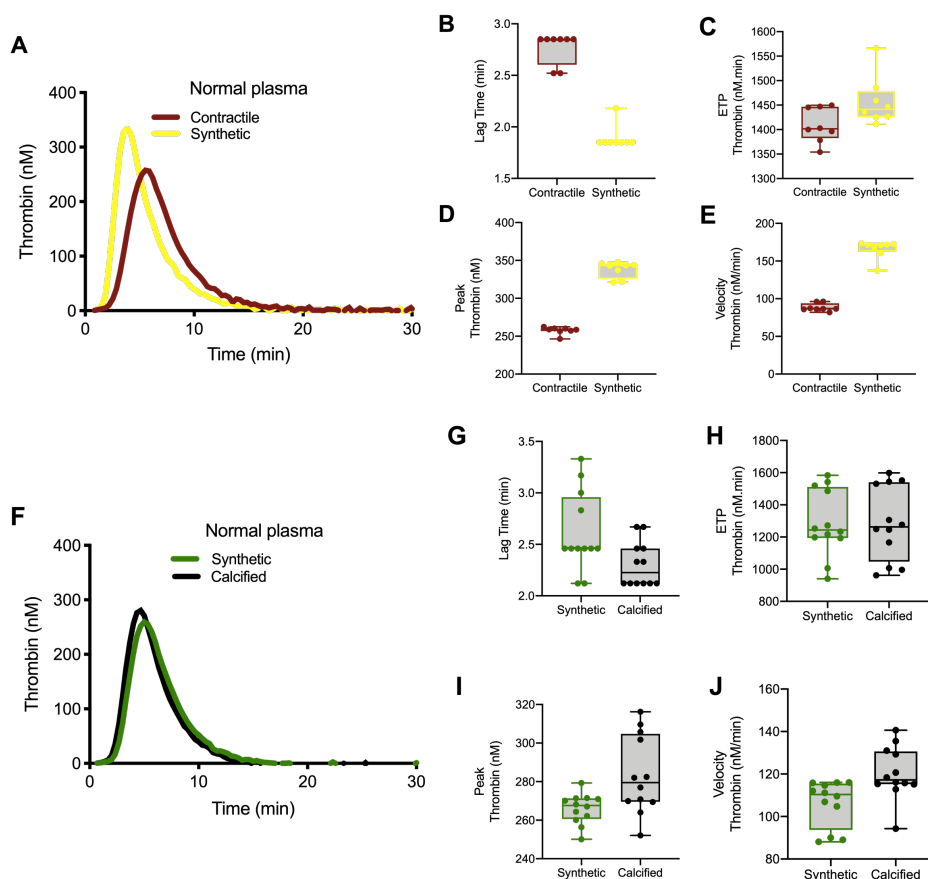 A
Normal plasma
Contractile
Synthetic
Thrombin (nM)
400
300
200
100
0
0
10
20
30
Time (min)
B
Lag Time (min)
3.0
2.5
2.0
1.5
Contractile
Synthetic
C
ETP
Thrombin (nM.min)
1600
1550
1500
1450
1400
1350
1300
Contractile
Synthetic
D
Peak
Thrombin (nM)
400
350
300
250
200
Contractile
Synthetic
E
Velocity
Thrombin (nM/min)
200
150
100
50
0
Contractile
Synthetic
F
Normal plasma
Synthetic
Calcified
Thrombin (nM)
400
300
200
100
0
0
10
20
30
Time (min)
G
Lag Time (min)
3.5
3.0
2.5
2.0
Synthetic
Calcified
H
ETP
Thrombin (nM.min)
1800
1600
1400
1200
1000
800
Synthetic
Calcified
I
Peak
Thrombin (nM)
320
300
280
260
240
Synthetic
Calcified
J
Velocity
Thrombin (nM/min)
160
140
120
100
80
Synthetic
Calcified